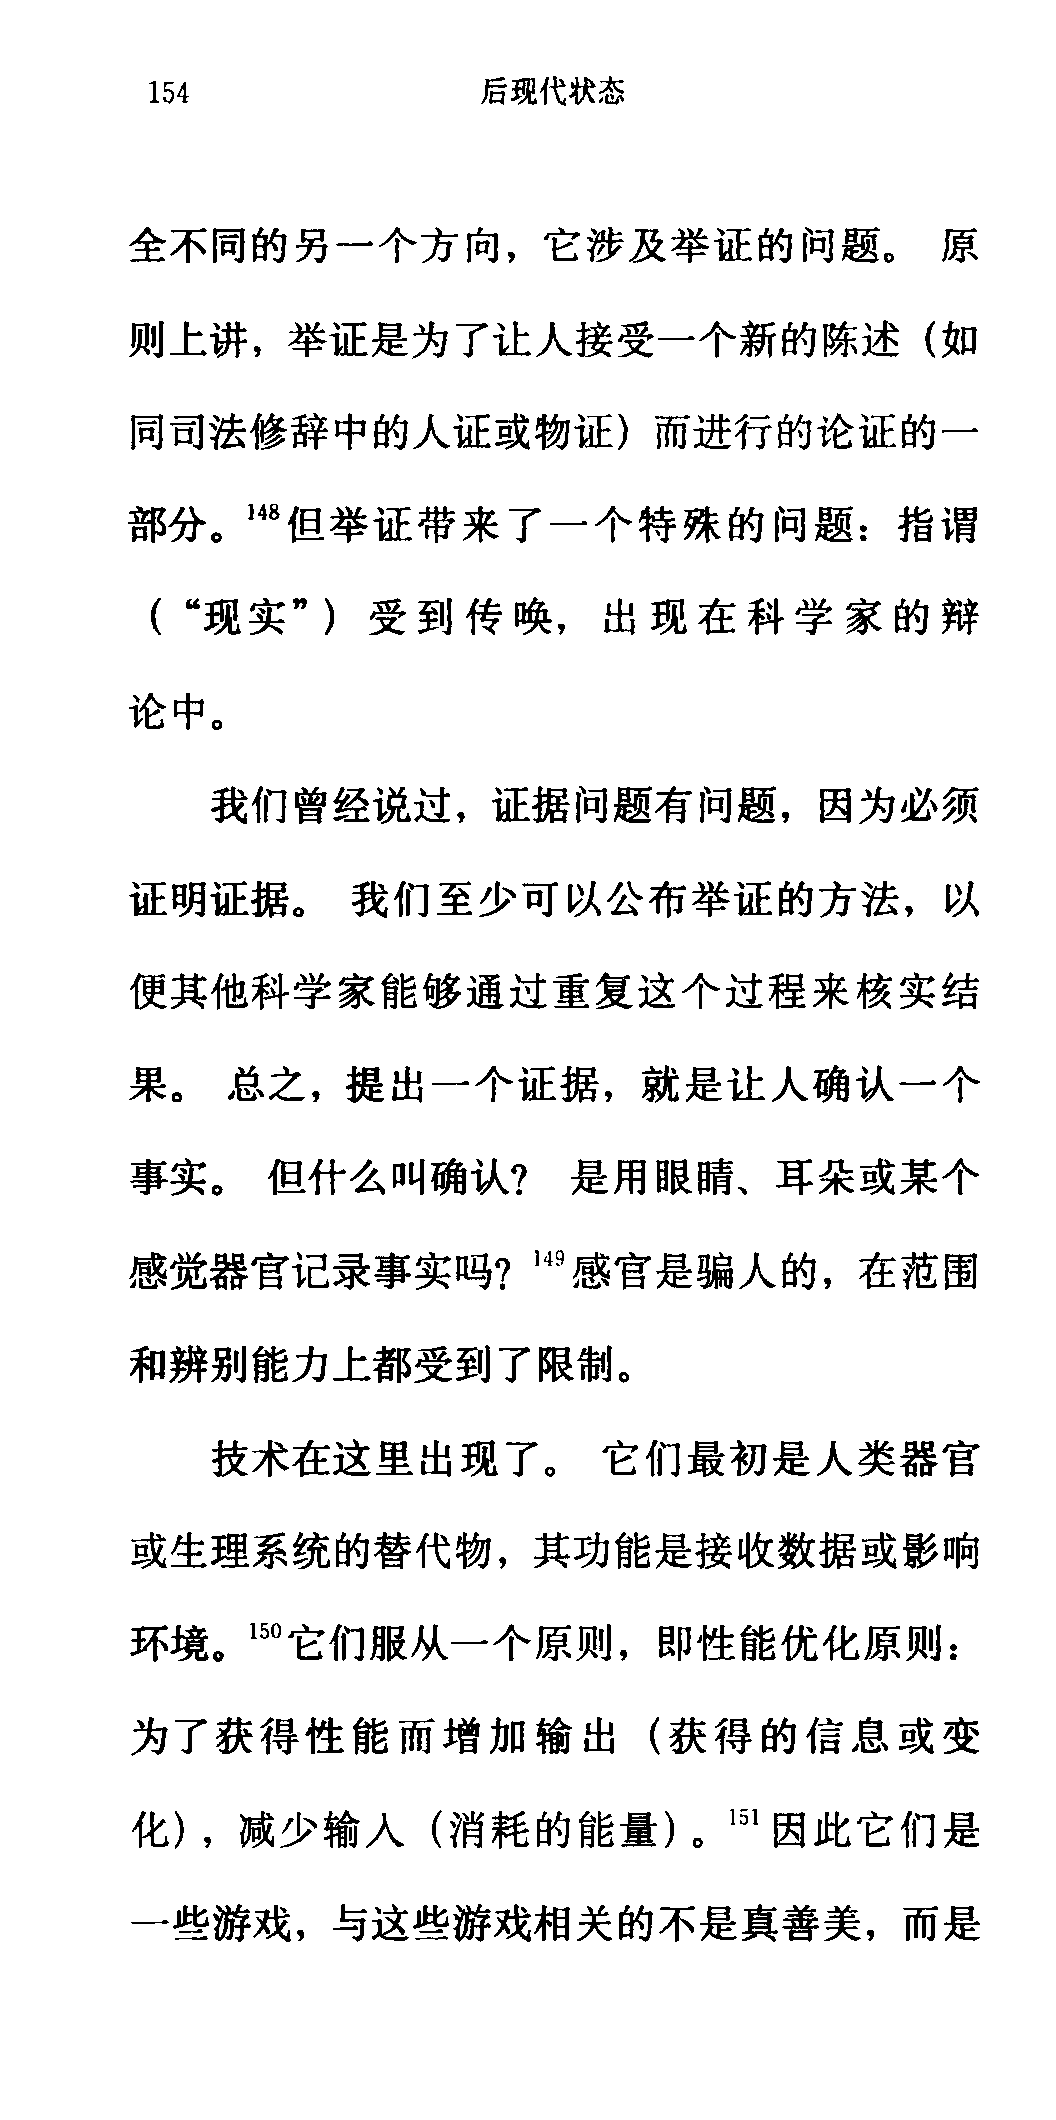 154 后现代状态
全不同的另一个方向，它涉及举证的问题。 原
则上讲，举证是为了让人接受一个新的陈述（如
同司法修辞中的人证或物证）而进行的论证的一
部分。148但举证带来了一个特殊的问题：指谓
（“现实”）受到传唤，出现在科学家的辩
论中。
我们曾经说过，证据问题有问题，因为必须
证明证据。 我们至少可以公布举证的方法，以
便其他科学家能够通过重复这个过程来核实结
果。 总之，提出一个证据，就是让人确认一个
事实。 但什么叫确认？ 是用眼睛、耳朵或某个
感觉器官记录事实吗？149感官是骗人的，在范围
和辨别能力上都受到了限制。
技术在这里出现了。 它们最初是人类器官
或生理系统的替代物，其功能是接收数据或影响
环境。150它们服从一个原则，即性能优化原则：
为了获得性能而增加输出（获得的信息或变
化），减少输入（消耗的能量）。151因此它们是
一些游戏，与这些游戏相关的不是真善美，而是